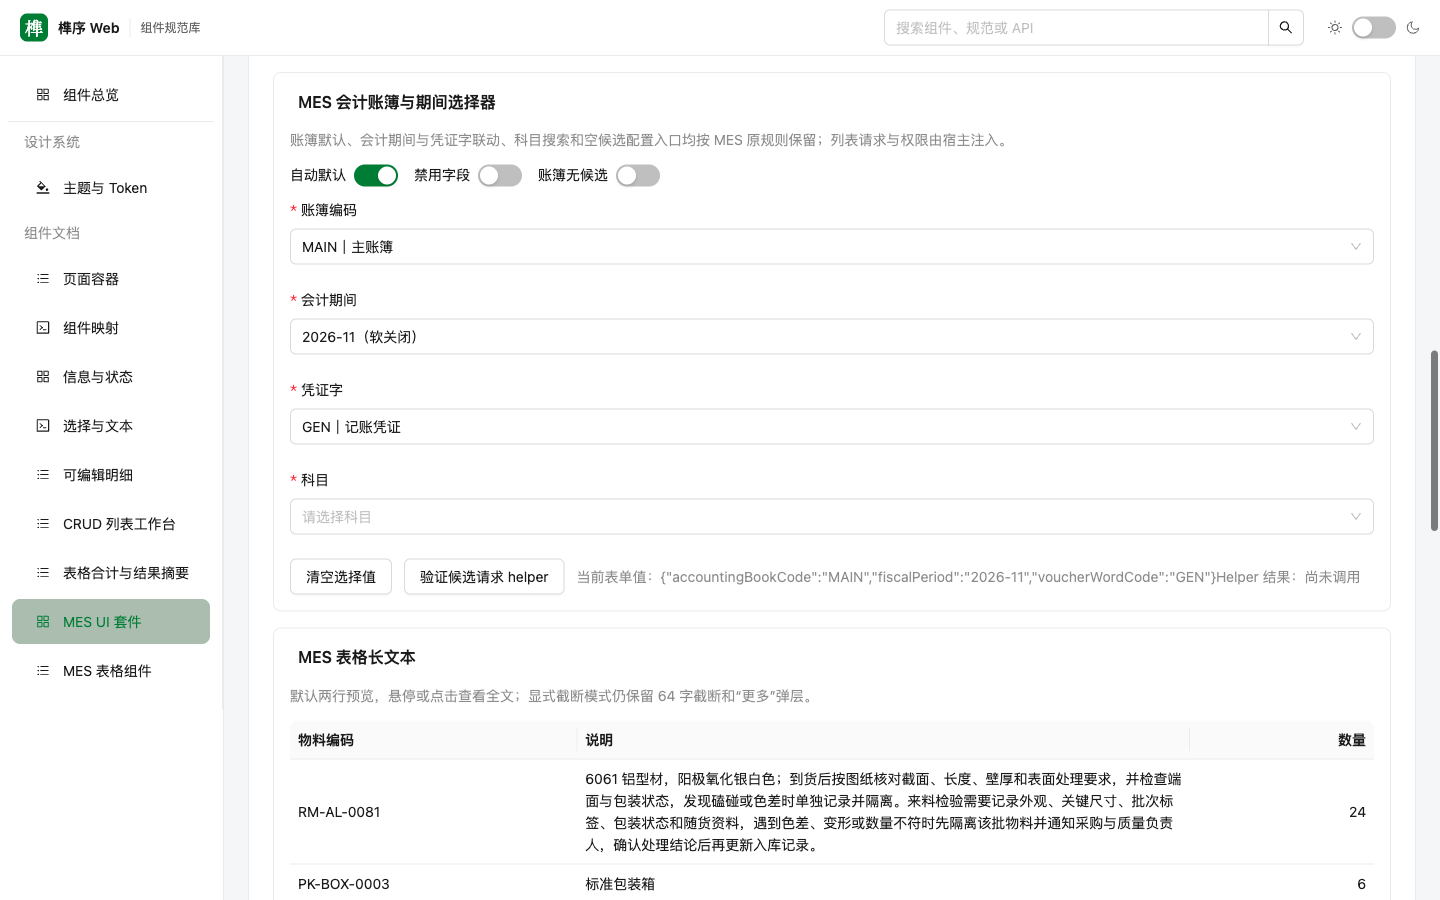 榫 榫序 Web 组件规范库 搜索组件、规范或 API
组件总览
设计系统
主题与 Token
组件文档
页面容器
组件映射
信息与状态
选择与文本
可编辑明细
CRUD 列表工作台
表格合计与结果摘要
MES UI 套件
MES 表格组件
MES 会计账簿与期间选择器
账簿默认、会计期间与凭证字联动、科目搜索和空候选配置入口均按 MES 原规则保留；列表请求与权限由宿主注入。
自动默认 禁用字段 账簿无候选
* 账簿编码
MAIN｜主账簿
* 会计期间
2026-11（软关闭）
* 凭证字
GEN｜记账凭证
* 科目
请选择科目
清空选择值 验证候选请求 helper 当前表单值：{"accountingBookCode":"MAIN","fiscalPeriod":"2026-11","voucherWordCode":"GEN"}Helper 结果：尚未调用
MES 表格长文本
默认两行预览，悬停或点击查看全文；显式截断模式仍保留 64 字截断和“更多”弹层。
物料编码 说明 数量
6061 铝型材，阳极氧化银白色；到货后按图纸核对截面、长度、壁厚和表面处理要求，并检查端
面与包装状态，发现磕碰或色差时单独记录并隔离。来料检验需要记录外观、关键尺寸、批次标
RM-AL-0081 24
签、包装状态和随货资料，遇到色差、变形或数量不符时先隔离该批物料并通知采购与质量负责
人，确认处理结论后再更新入库记录。
PK-BOX-0003 标准包装箱 6